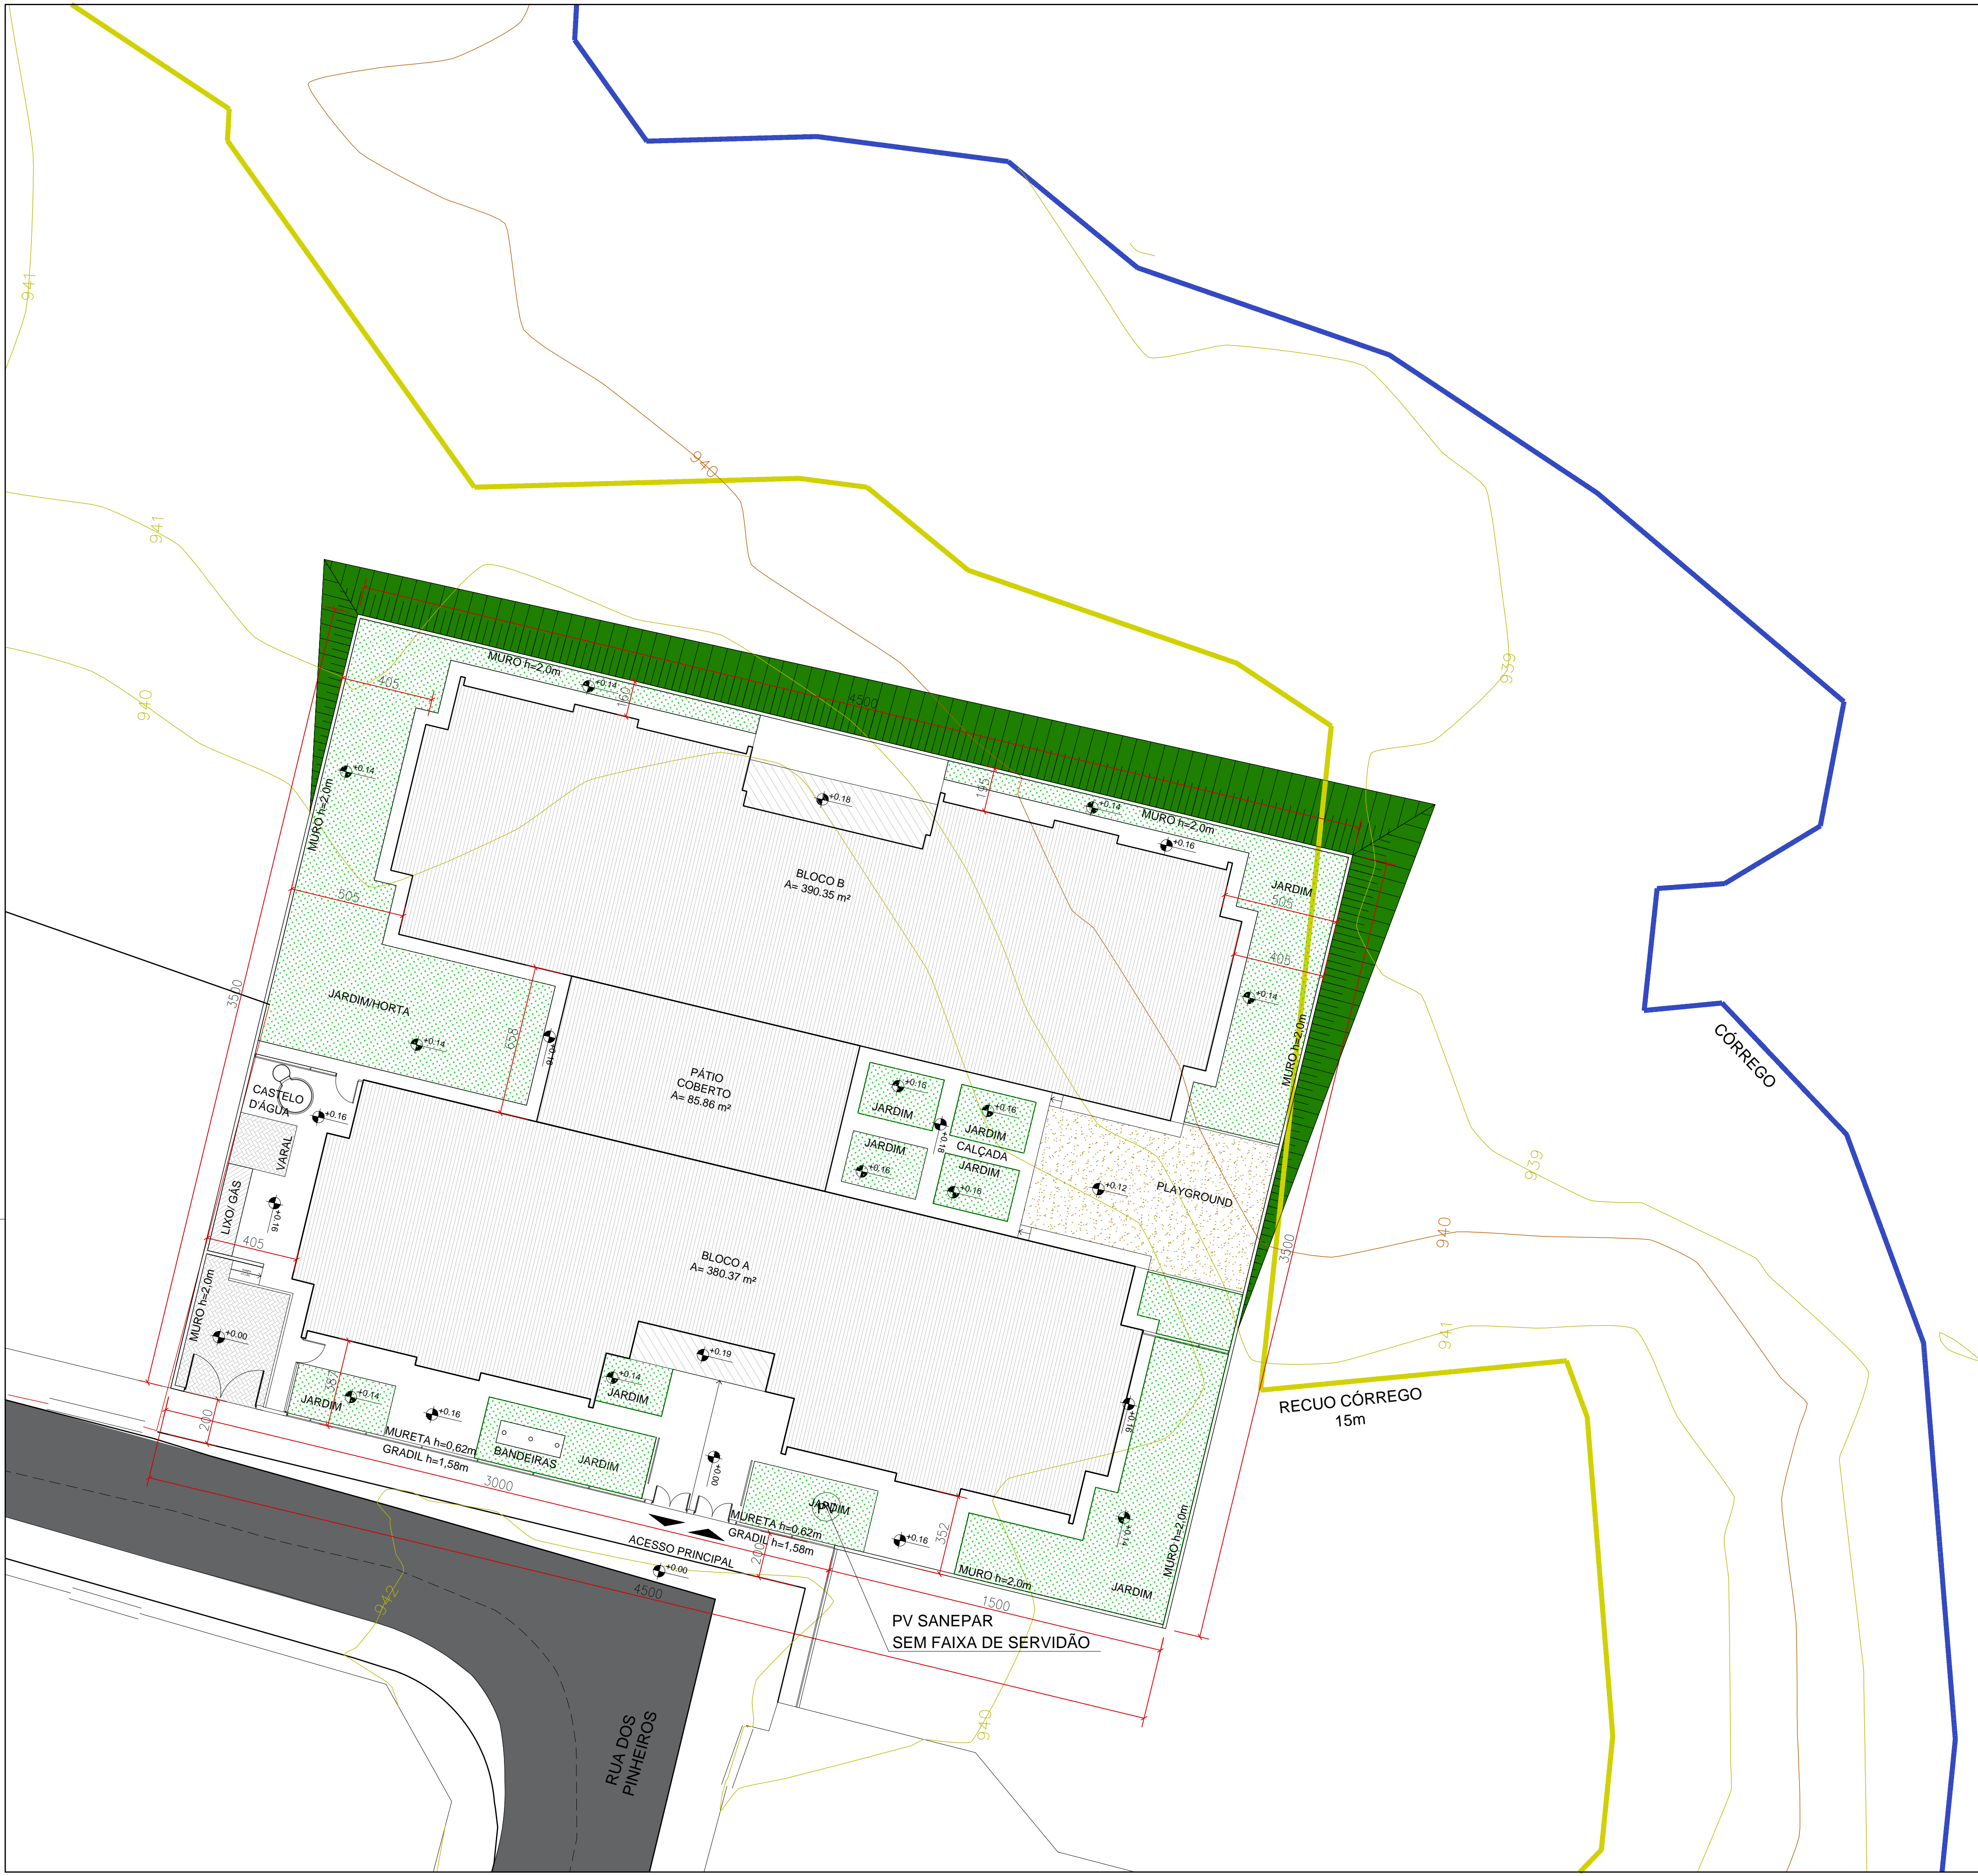 941
940
941
939
940
MURO h=2,0m
+0.14
160
405
4500
+0.14
MURO h=2,0m
+0.18
195
+0.14
MURO h=2,0m
+0.16
BLOCO B
A= 390.35 m²
JARDIM
505
505
405
+0.14
3500
JARDIM/HORTA
+0.14
658
+0.16
MURO h=2,0m
CÓRREGO
PÁTIO
COBERTO
A= 85.86 m²
CASTELO
D'ÁGUA
+0.16
VARAL
LIXO/ GÁS
+0.16
405
+0.16
JARDIM
+0.16
JARDIM
+0.18
CALÇADA
JARDIM
+0.16
JARDIM
+0.16
+0.12
PLAYGROUND
939
940
3500
BLOCO A
A= 380.37 m²
MURO h=2,0m
+0.00
+0.19
+0.14
JARDIM
941
RECUO CÓRREGO
15m
387
JARDIM
+0.14
+0.16
200
MURETA h=0,62m
GRADIL h=1,58m
BANDEIRAS
JARDIM
3000
+0.00
+0.16
+0.14
JARDIM
PV
MURETA h=0,62m
GRADIL h=1,58m
+0.16
352
200
ACESSO PRINCIPAL
+0.00
4500
MURO h=2,0m
MURO h=2,0m
JARDIM
1500
942
PV SANEPAR
SEM FAIXA DE SERVIDÃO
940
RUA DOS
PINHEIROS